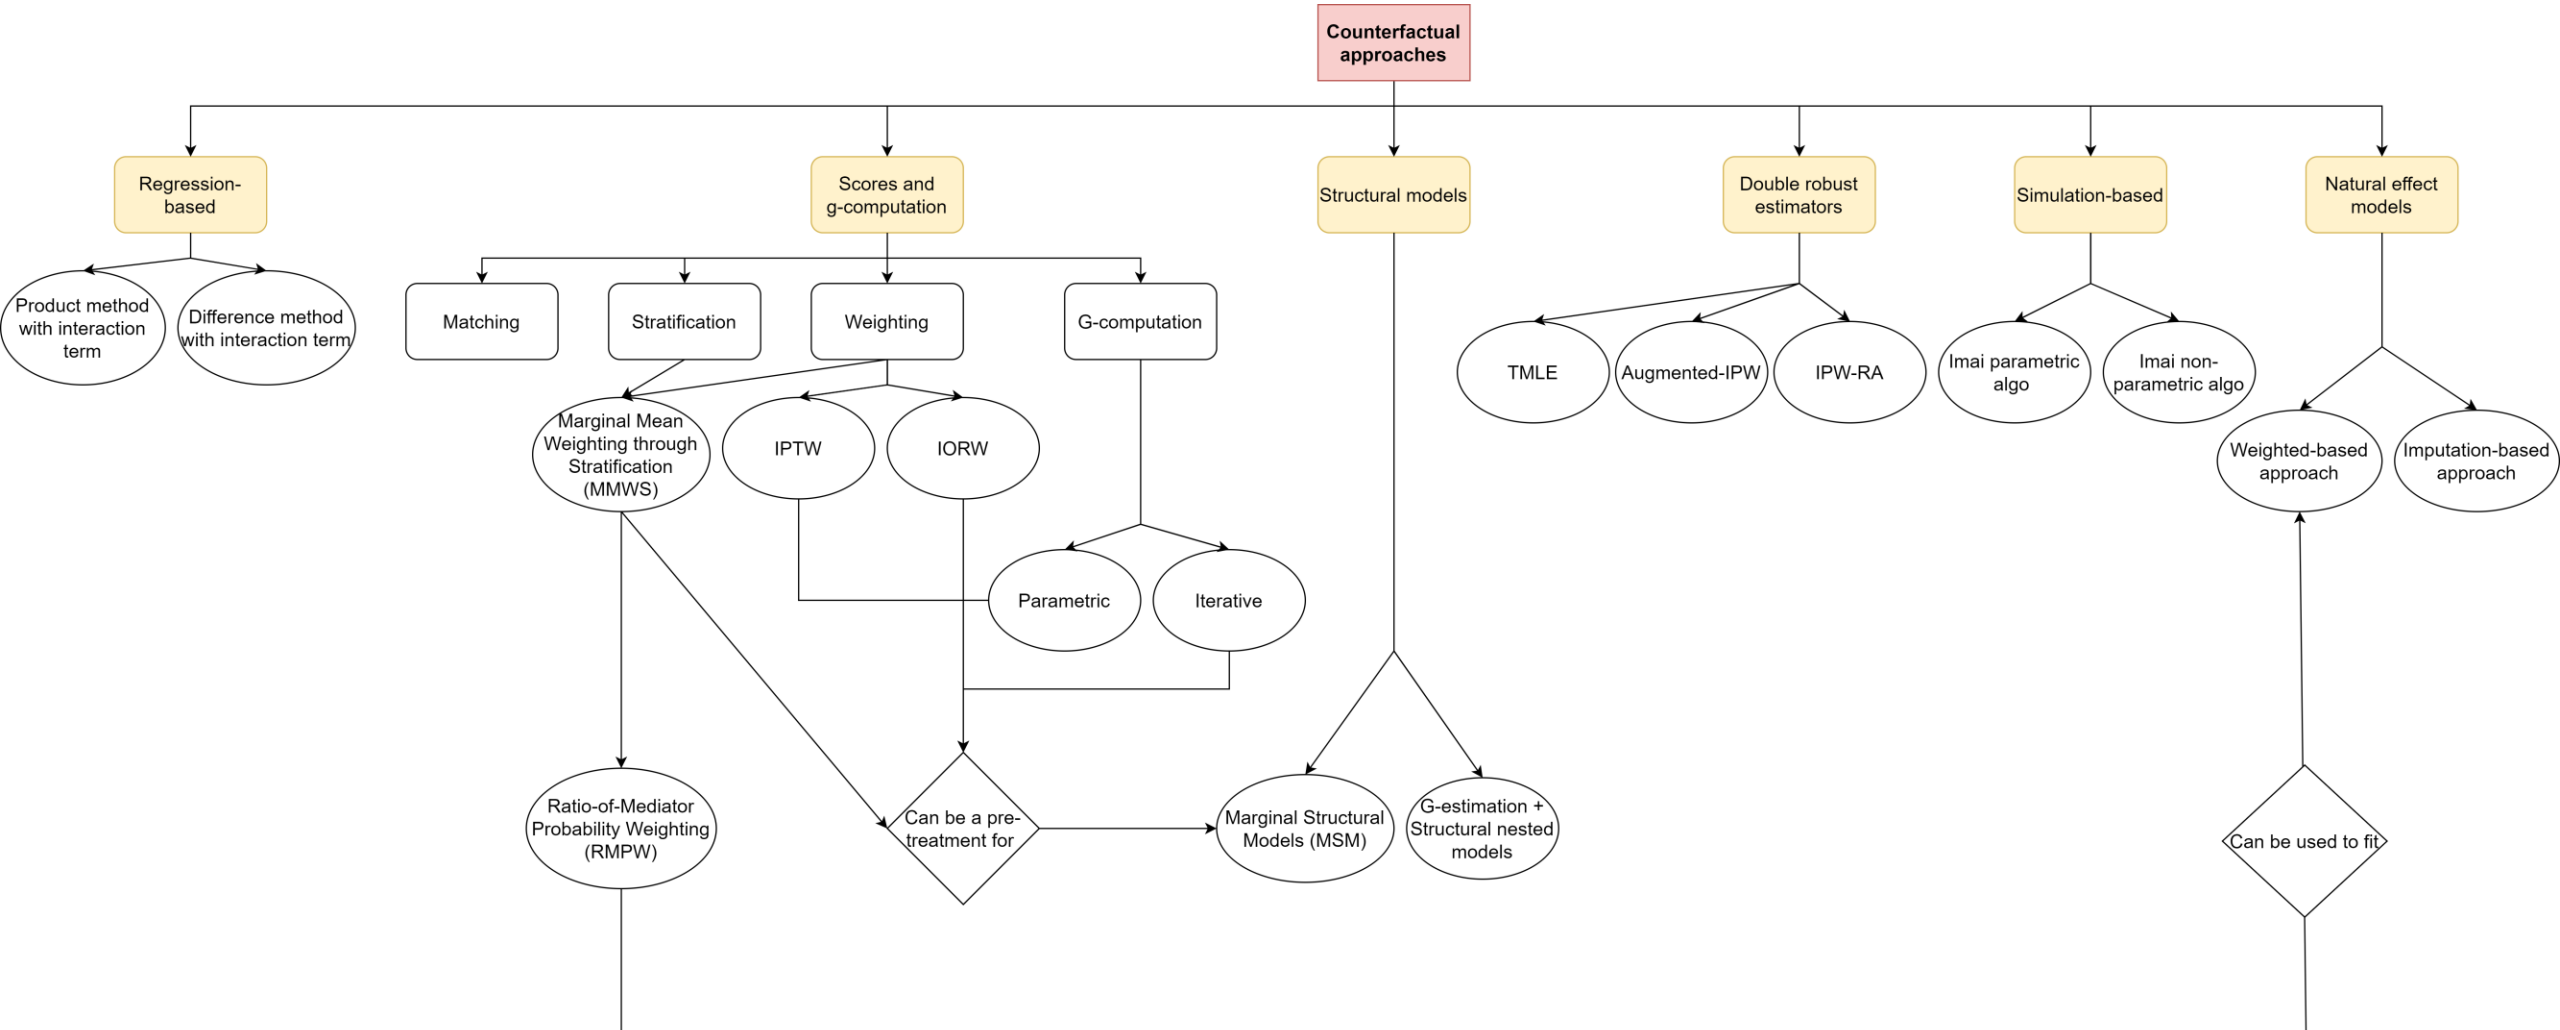 Counterfactual
approaches
Regression-
based
Scores and
g-computation
Structural models
Double robust
estimators
Simulation-based
Natural effect
models
Product method
with interaction
term
Difference method
with interaction term
Matching
Stratification
Weighting
G-computation
TMLE
Augmented-IPW
IPW-RA
Imai parametric
algo
Imai non-
parametric algo
Marginal Mean
Weighting through
Stratification
(MMWS)
IPTW
IORW
Weighted-based
approach
Imputation-based
approach
Parametric
Iterative
Ratio-of-Mediator
Probability Weighting
(RMPW)
Can be a pre-
treatment for
Marginal Structural
Models (MSM)
G-estimation +
Structural nested
models
Can be used to fit